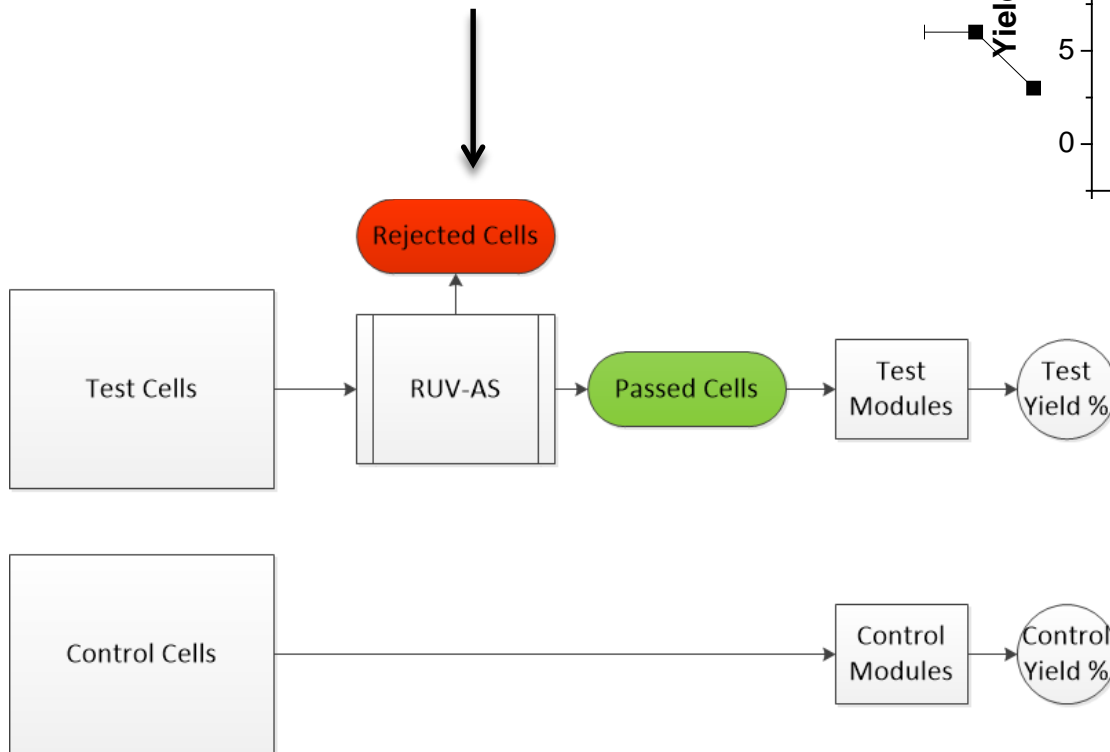 5
0
Rejected Cells
Test Cells
RUV-AS
Passed Cells
Test
Modules
Test
Yield %
Control Cells
Control
Modules
Control
Yield %